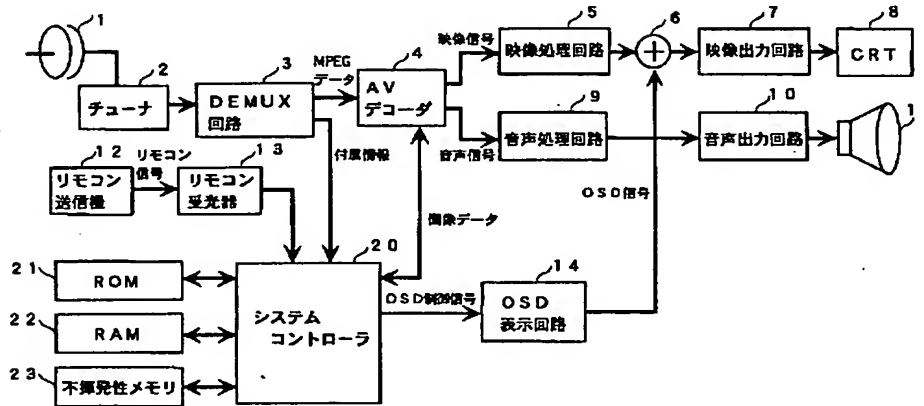 1
2
チューナ
3
DEMUX
回路
MPEG
データ
4
AV
デコーダ
映像信号
音声信号
5
映像処理回路
6
7
映像出力回路
8
CRT
9
音声処理回路
10
音声出力回路
1
12
リモコン
送信機
リモコン
信号
13
リモコン
受光器
付属情報
画像データ
OSD信号
20
システム
コントローラ
OSD制御信号
14
OSD
表示回路
21
ROM
22
RAM
23
不揮発性メモリ